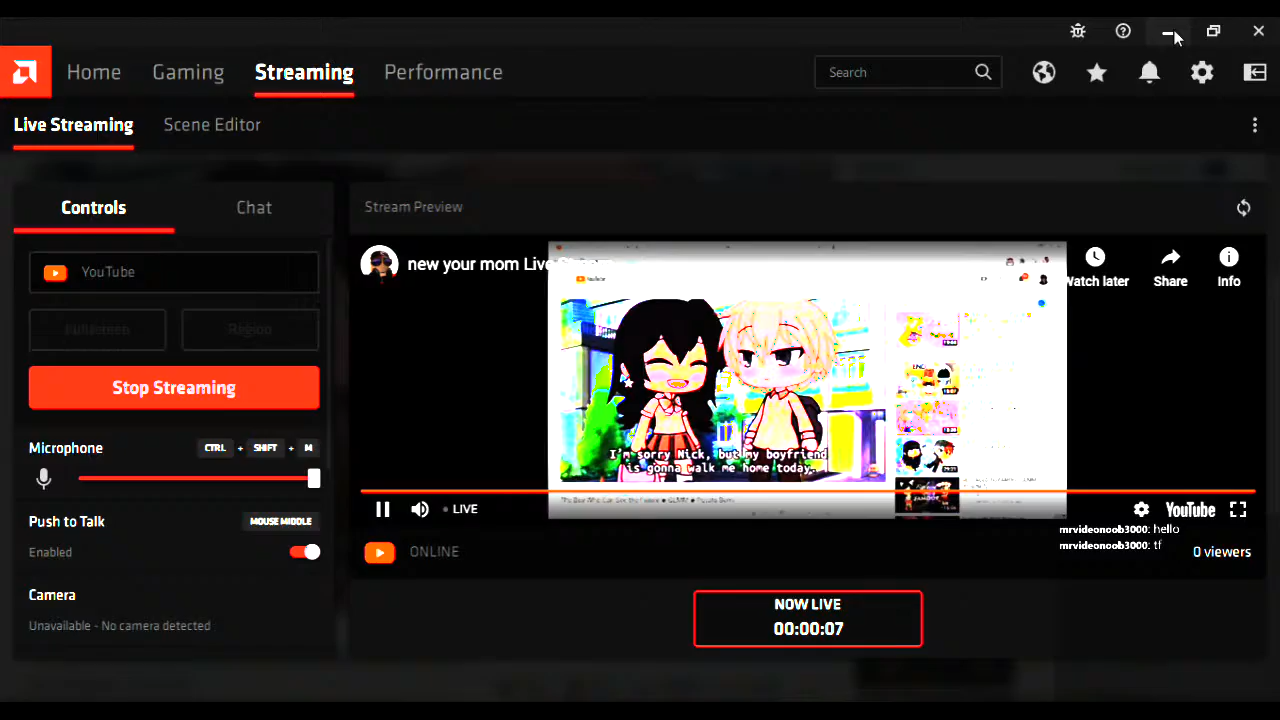 Home Gaming Streaming Performance Search
Live Streaming Scene Editor
Controls Chat
Stream Preview
YouTube
new your mom Live
Watch later Share Info
Stop Streaming
I'm sorry Nick, but my boyfriend
is gonna walk me home today.
Microphone CTRL + SHIFT + M
LIVE
YouTube
Push to Talk MOUSE MIDDLE
Enabled
mrvideonoob3000: hello
mrvideonoob3000: tf
ONLINE
0 viewers
Camera
Unavailable - No camera detected
NOW LIVE
00:00:07